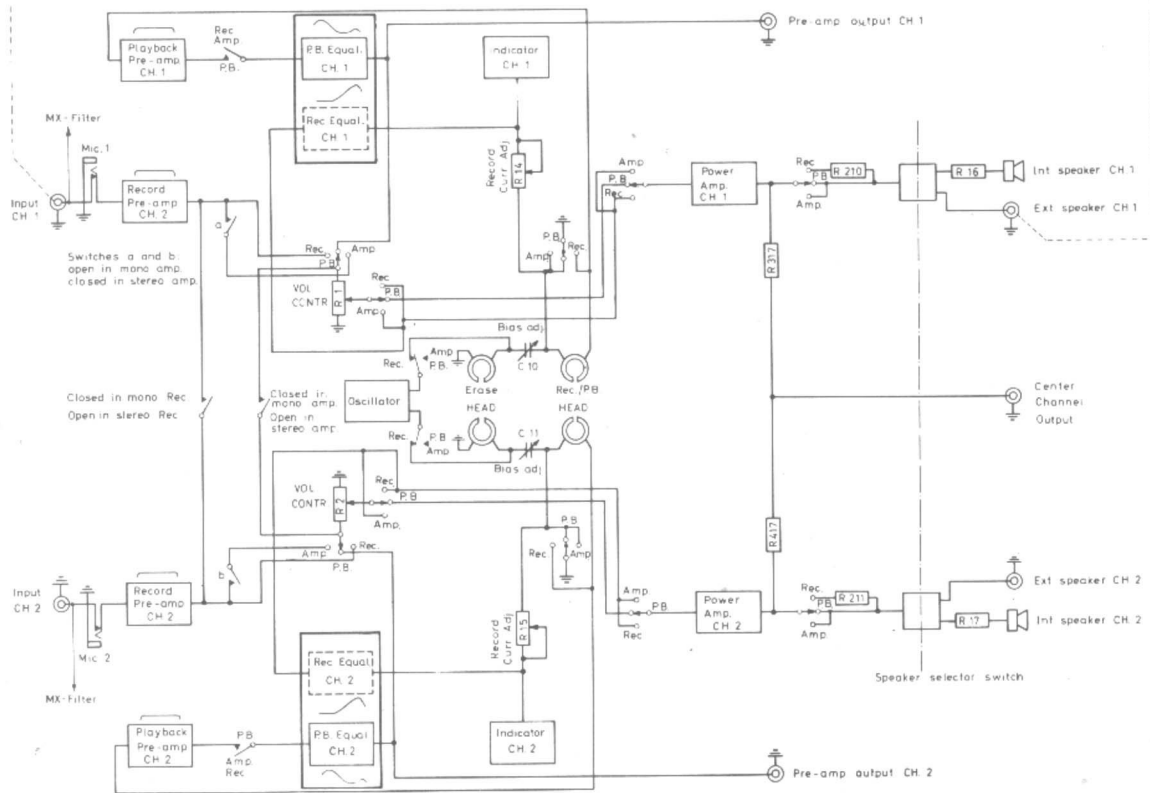 Pre-amp output CH. 1
Playback
Pre-amp.
CH. 1
Rec
Amp.
P.B.
P.B. Equal.
CH. 1
Indicator
CH. 1
MX-Filter
Rec Equal.
CH. 1
Mic. 1
Record
Curr Adj
R 14
Input
CH. 1
Record
Pre-amp
CH. 2
Amp
P.B
Rec.
Power
Amp.
CH. 1
Rec
P.B
Amp.
R 210
R 16
Int speaker CH. 1
Ext speaker CH. 1
a
Switches a and b:
open in mono amp.
closed in stereo amp.
Rec.
P.B
Amp
VOL
CONTR
R 1
Rec
P.B
Amp
P.B.
Amp
Rec.
R 317
Bias adj.
C 10
Rec.
Amp
P.B.
Erase
HEAD
Rec./PB
HEAD
Oscillator
Closed in mono Rec
Open in stereo Rec
Closed in
mono amp.
Open in
stereo amp.
Center
Channel
Output
Rec.
P.B
Amp
C 11
Bias adj
VOL
CONTR
R 2
Rec.
P.B
Amp.
Amp
Rec.
P.B
P.B
Rec
Amp
R 417
b
Input
CH. 2
Record
Pre-amp
CH. 2
Mic 2
MX-Filter
Record
Curr Adj
R 15
Amp.
P.B.
Rec
Power
Amp.
CH. 2
Rec.
P.B.
Amp.
R 211
R 17
Ext speaker CH. 2
Int speaker CH. 2
Speaker selector switch
Rec Equal.
CH. 2
P.B. Equal
CH. 2
Playback
Pre-amp
CH. 2
P.B.
Amp
Rec
Indicator
CH. 2
Pre-amp output CH. 2